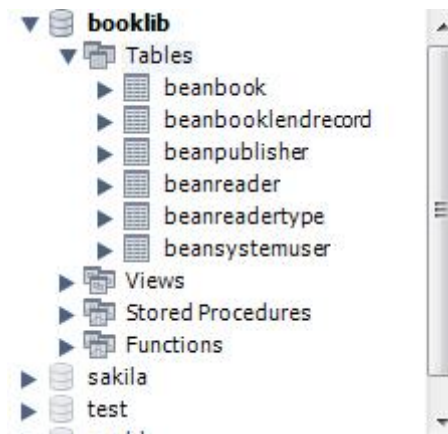 booklib
Tables
beanbook
beanbooklendrecord
beanpublisher
beanreader
beanreadertype
beansystemuser
Views
Stored Procedures
Functions
sakila
test